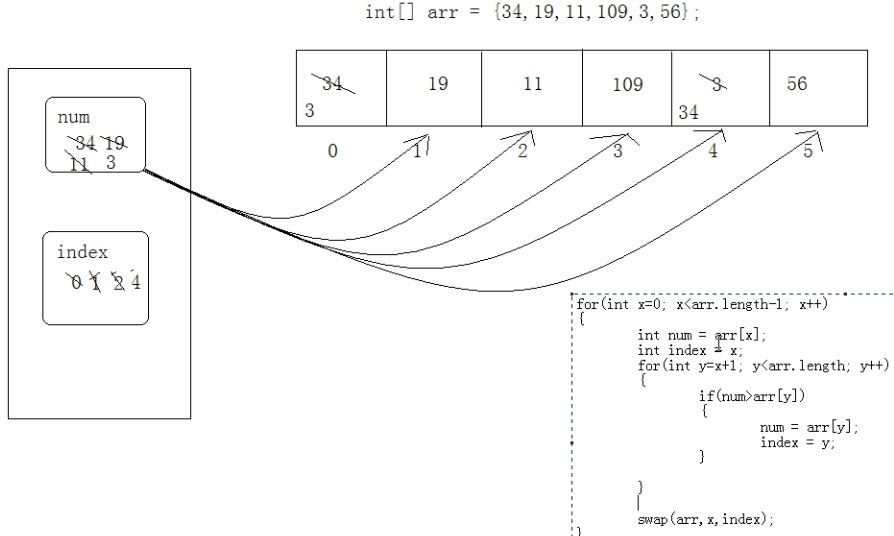 int[] arr = {34,19,11,109,3,56};
34 19 11 109 3 56
3 34
0 1 2 3 4 5
num
34 19
11 3
index
0 1 2 4
for(int x=0; x<arr.length-1; x++)
{
int num = arr[x];
int index = x;
for(int y=x+1; y<arr.length; y++)
{
if(num>arr[y])
{
num = arr[y];
index = y;
}
}
swap(arr,x,index);
}